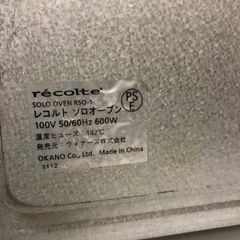 récolte
SOLO OVEN RSO-1
レコルト ソロオーブン
100V 50/60Hz 600W
温度ヒューズ：142℃
発売元：ウィナーズ株式会社
OKANO Co.,Ltd Made in China
1112
PS
E